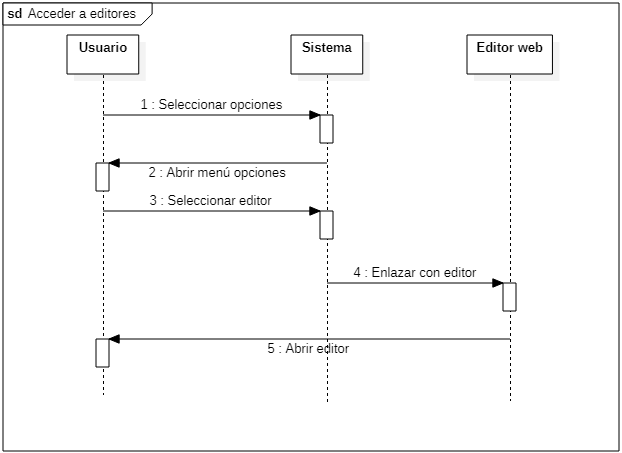 sd Acceder a editores
Usuario
Sistema
Editor web
1 : Seleccionar opciones
2 : Abrir menú opciones
3 : Seleccionar editor
4 : Enlazar con editor
5 : Abrir editor